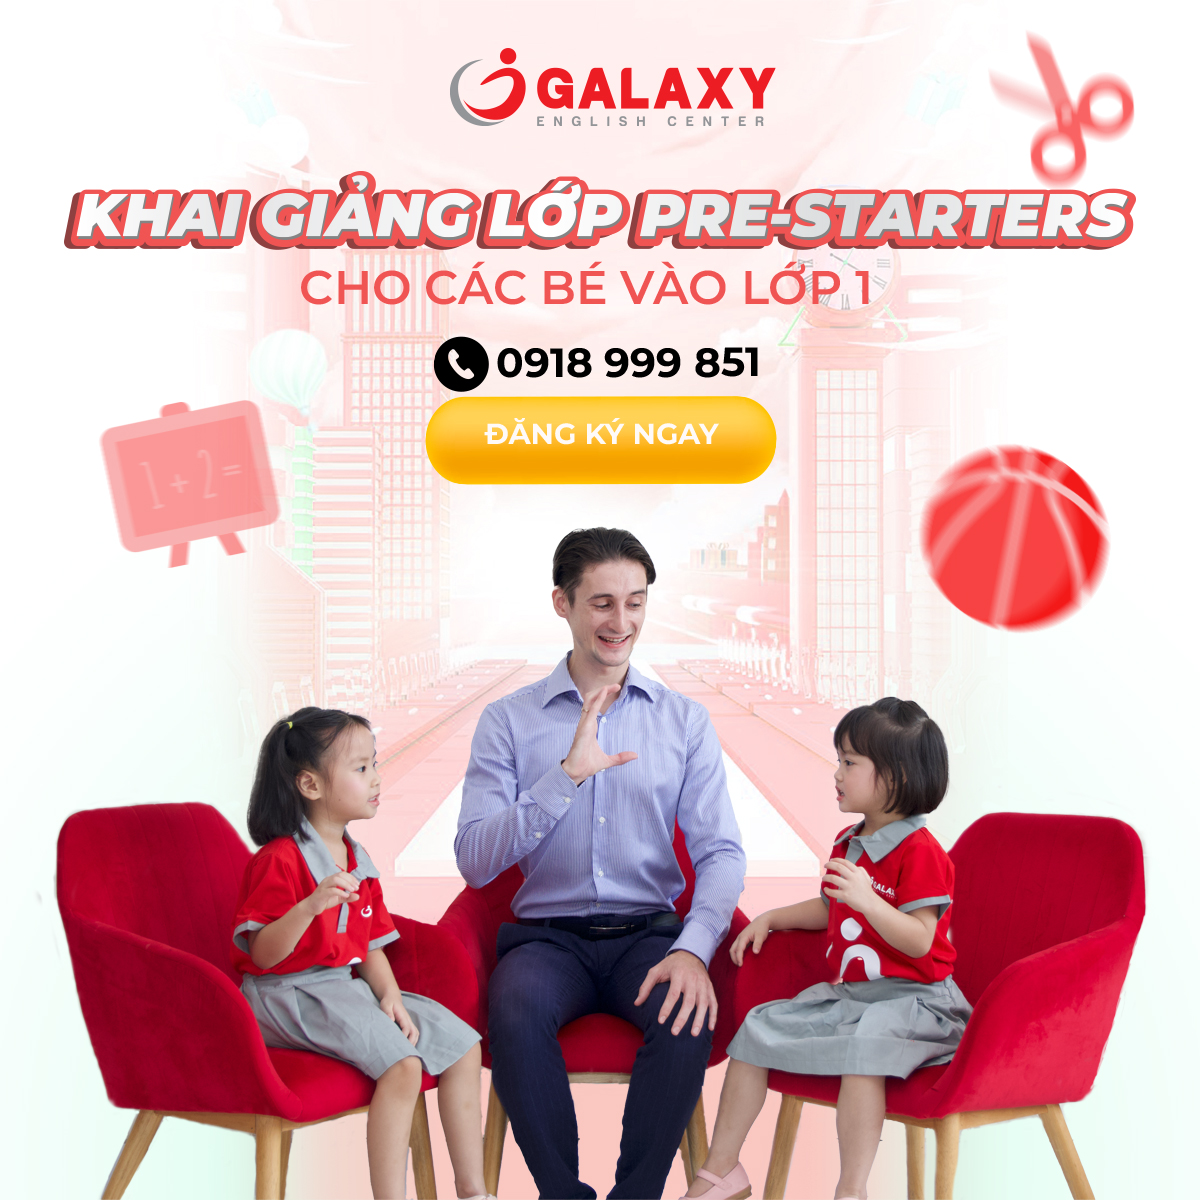 GALAXY
ENGLISH CENTER
KHAI GIẢNG LỚP PRE-STARTERS
CHO CÁC BÉ VÀO LỚP 1
0918 999 851
ĐĂNG KÝ NGAY
1+2=
GALAXY